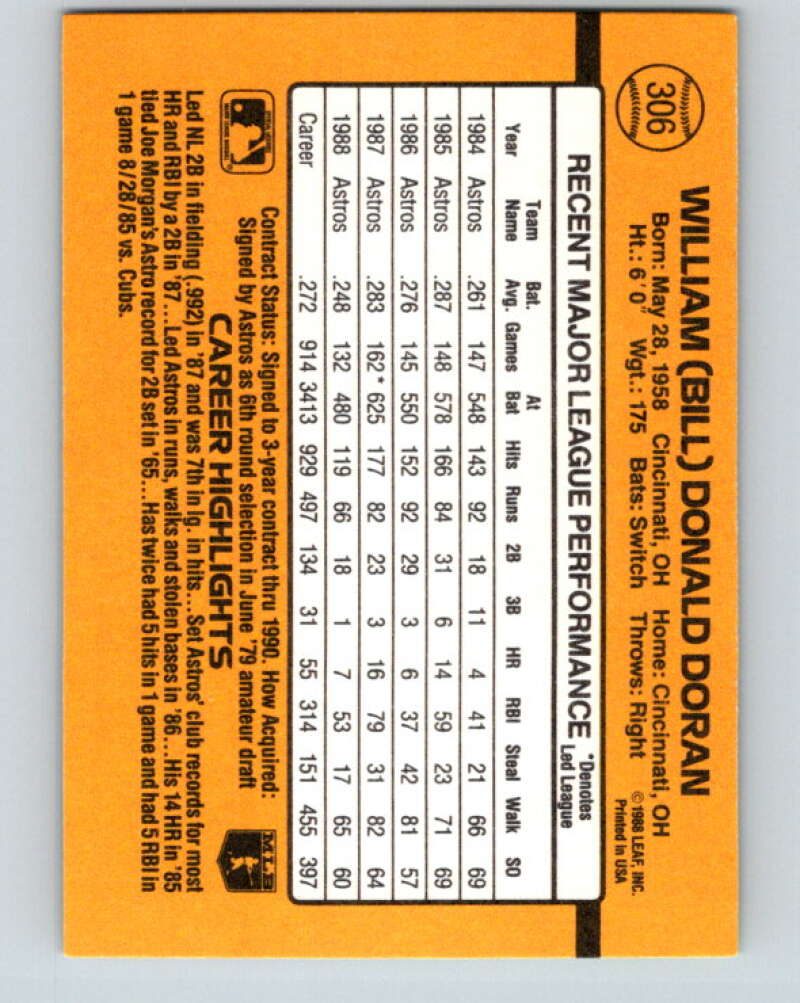 306
WILLIAM (BILL) DONALD DORAN
Born: May 28, 1958 Cincinnati, OH Home: Cincinnati, OH
Ht.: 6'0" Wgt.: 175 Bats: Switch Throws: Right
©1988 LEAF, INC.
Printed in USA
RECENT MAJOR LEAGUE PERFORMANCE *Denotes Led League
Year Team Name Bat. Avg. Games At Bat Hits Runs 2B 3B HR RBI Steal Walk SO
1984 Astros .261 147 548 143 92 18 11 4 41 21 66 69
1985 Astros .287 148 578 166 84 31 6 14 59 23 71 69
1986 Astros .276 145 550 152 92 29 3 6 37 42 81 57
1987 Astros .283 162* 625 177 82 23 3 16 79 31 82 64
1988 Astros .248 132 480 119 66 18 1 7 53 17 65 60
Career .272 914 3413 929 497 134 31 55 314 151 455 397
Contract Status: Signed to 3-year contract thru 1990. How Acquired:
Signed by Astros as 6th round selection in June '79 amateur draft
MLB
CAREER HIGHLIGHTS
Led NL 2B in fielding (.992) in '87 and was 7th in lg. in hits...Set Astros' club records for most
HR and RBI by a 2B in '87...Led Astros in runs, walks and stolen bases in '86...His 14 HR in '85
tied Joe Morgan's Astro record for 2B set in '65...Has twice had 5 hits in 1 game and had 5 RBI in
1 game 8/28/85 vs. Cubs.